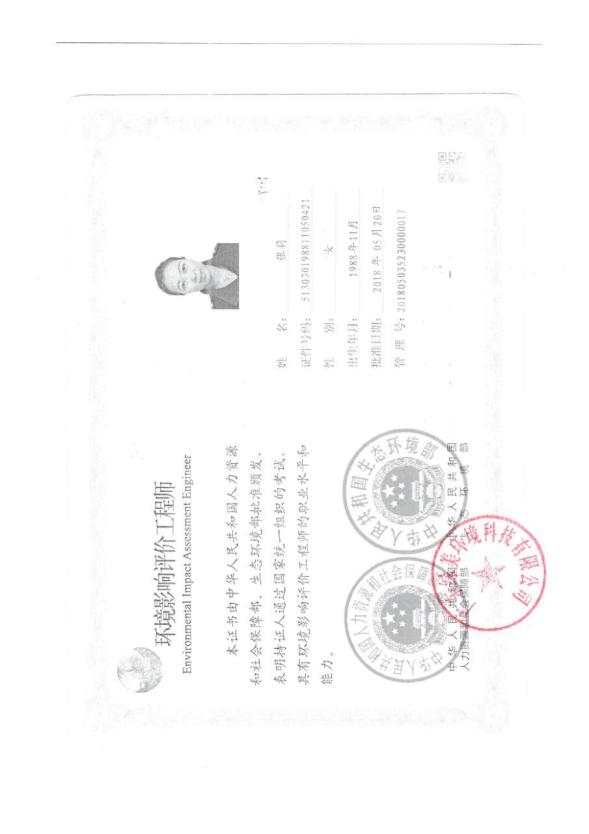 环境影响评价工程师
Environmental Impact Assessment Engineer
本证书由中华人民共和国人力资源
和社会保障部、生态环境部批准颁发，
表明持证人通过国家统一组织的考试，
具有环境影响评价工程师的职业水平和
能力。
姓 名： 张莉
证件号码： 513030198811050421
性 别： 女
出生年月： 1988年11月
批准日期： 2018年05月20日
管 理 号： 201805035230000017
中华人民共和国人力资源和社会保障部
中华人民共和国生态环境部
中华人民共和国
人力资源和社会保障部
中华人民共和国
生态环境部
环境科技有限公司